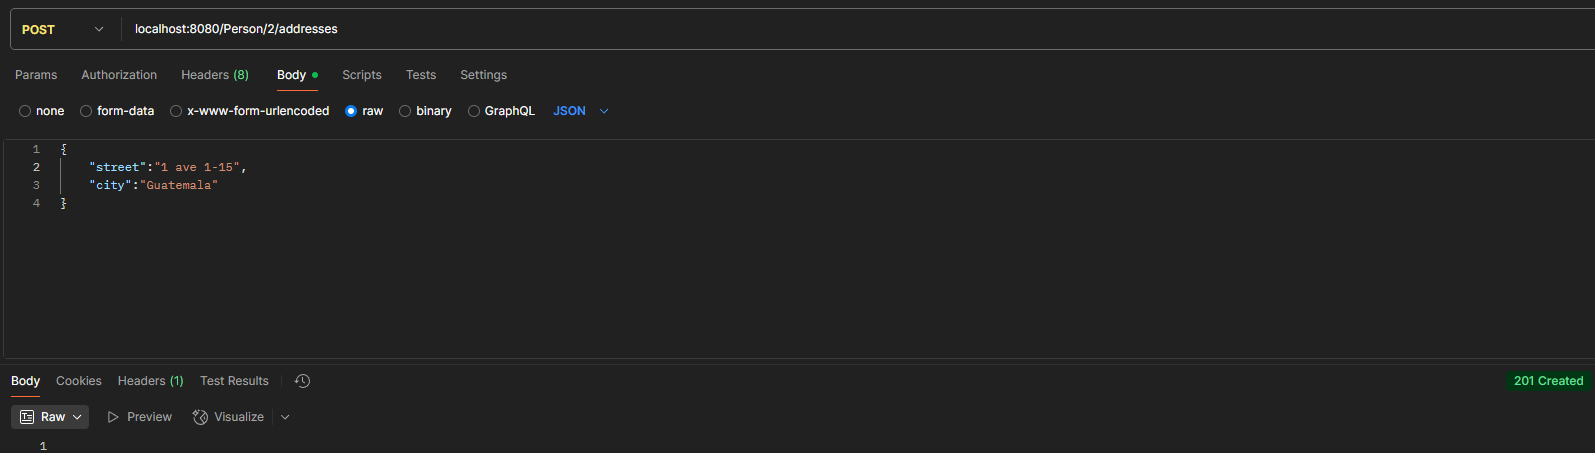 POST localhost:8080/Person/2/addresses
Params Authorization Headers (8) Body Scripts Tests Settings
none form-data x-www-form-urlencoded raw binary GraphQL JSON
1 {
2 "street":"1 ave 1-15",
3 "city":"Guatemala"
4 }
Body Cookies Headers (1) Test Results 201 Created
Raw Preview Visualize
1